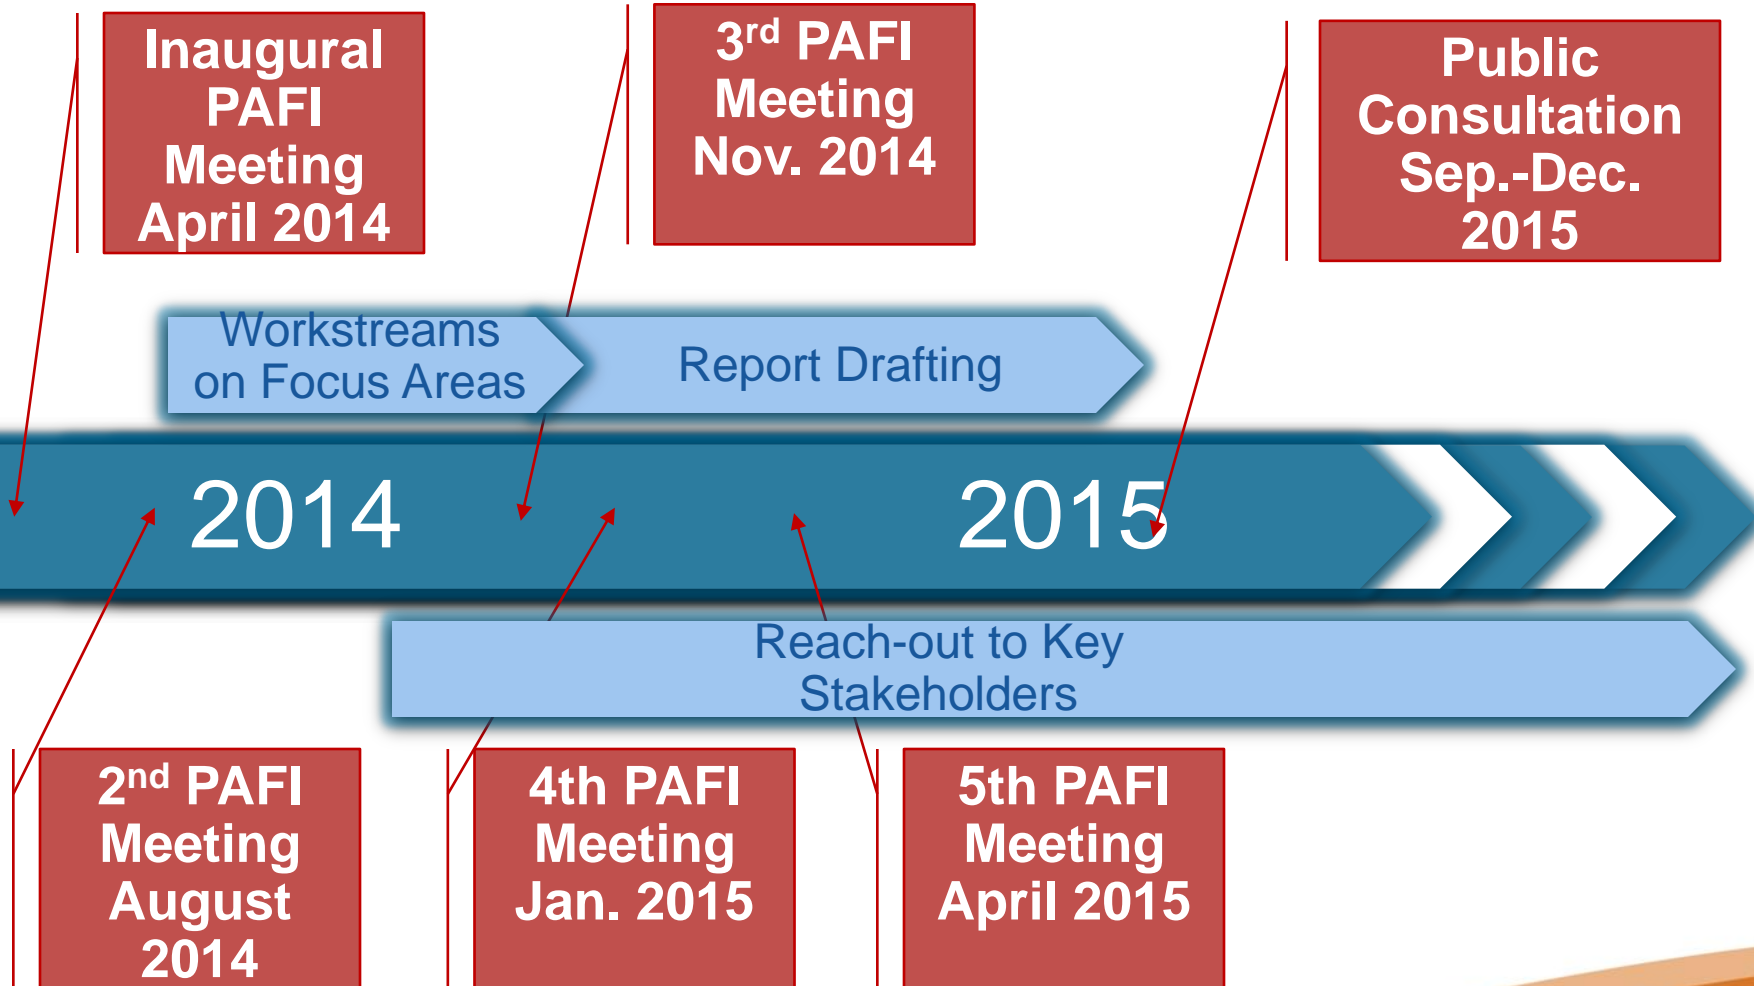 Inaugural
PAFI
Meeting
April 2014
3rd PAFI
Meeting
Nov. 2014
Public
Consultation
Sep.-Dec.
2015
Workstreams
on Focus Areas
Report Drafting
2014
2015
Reach-out to Key
Stakeholders
2nd PAFI
Meeting
August
2014
4th PAFI
Meeting
Jan. 2015
5th PAFI
Meeting
April 2015